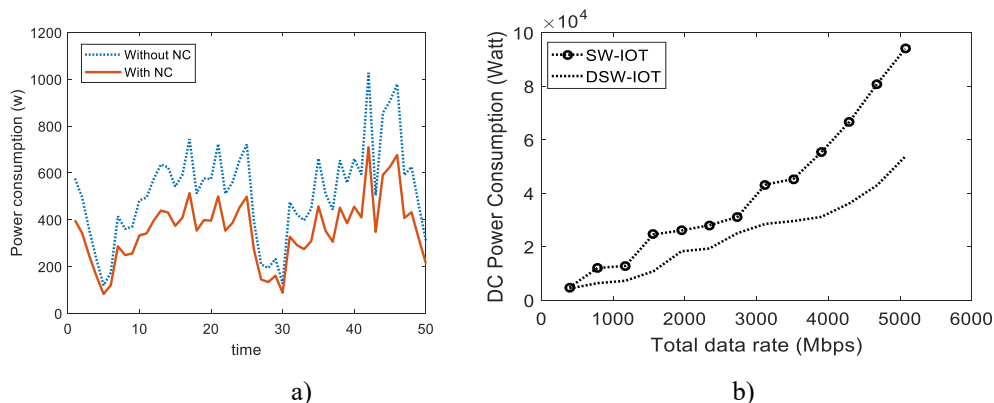 1200
1000
800
600
400
200
0
0
10
20
30
40
50
Power consumption (w)
time
Without NC
With NC
a)
×10⁴
10
8
6
4
2
0
0
1000
2000
3000
4000
5000
6000
DC Power Consumption (Watt)
Total data rate (Mbps)
SW-IOT
DSW-IOT
b)